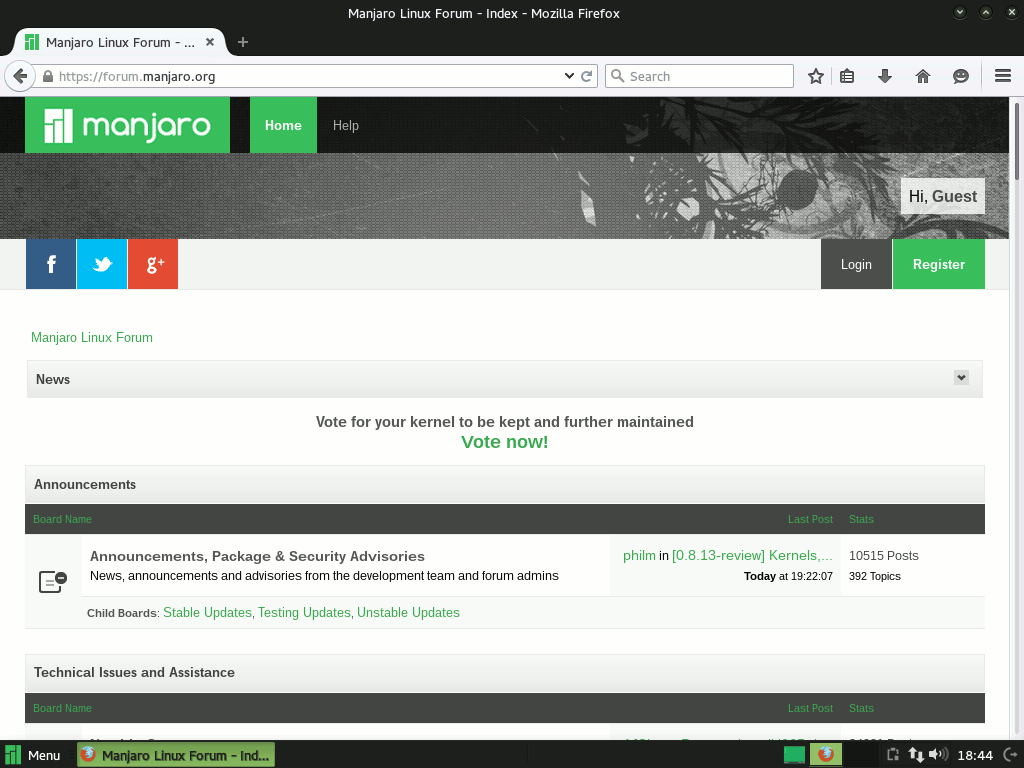 Manjaro Linux Forum - Index - Mozilla Firefox
Manjaro Linux Forum - ...
https://forum.manjaro.org
Search
manjaro
Home
Help
Hi, Guest
f
g+
Login
Register
Manjaro Linux Forum
News
Vote for your kernel to be kept and further maintained
Vote now!
Announcements
Board Name
Last Post
Stats
Announcements, Package & Security Advisories
philm in [0.8.13-review] Kernels,...
10515 Posts
News, announcements and advisories from the development team and forum admins
Today at 19:22:07
392 Topics
Child Boards: Stable Updates, Testing Updates, Unstable Updates
Technical Issues and Assistance
Board Name
Last Post
Stats
Menu
Manjaro Linux Forum - Ind...
18:44